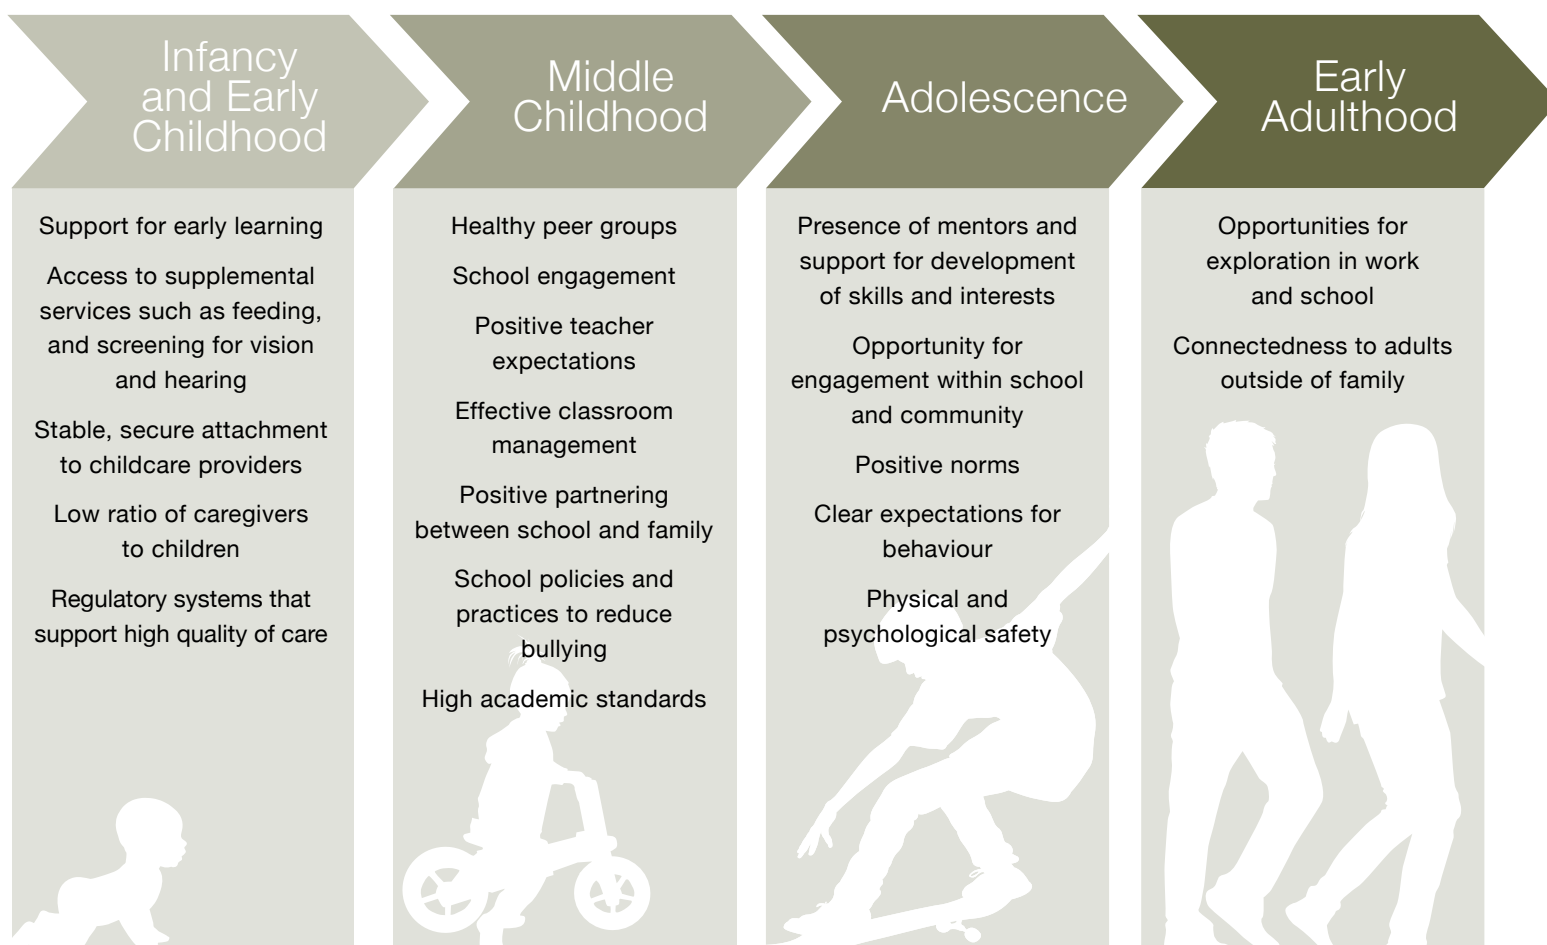 Infancy
and Early
Childhood
Support for early learning
Access to supplemental
services such as feeding,
and screening for vision
and hearing
Stable, secure attachment
to childcare providers
Low ratio of caregivers
to children
Regulatory systems that
support high quality of care
Middle
Childhood
Healthy peer groups
School engagement
Positive teacher
expectations
Effective classroom
management
Positive partnering
between school and family
School policies and
practices to reduce
bullying
High academic standards
Adolescence
Presence of mentors and
support for development
of skills and interests
Opportunity for
engagement within school
and community
Positive norms
Clear expectations for
behaviour
Physical and
psychological safety
Early
Adulthood
Opportunities for
exploration in work
and school
Connectedness to adults
outside of family